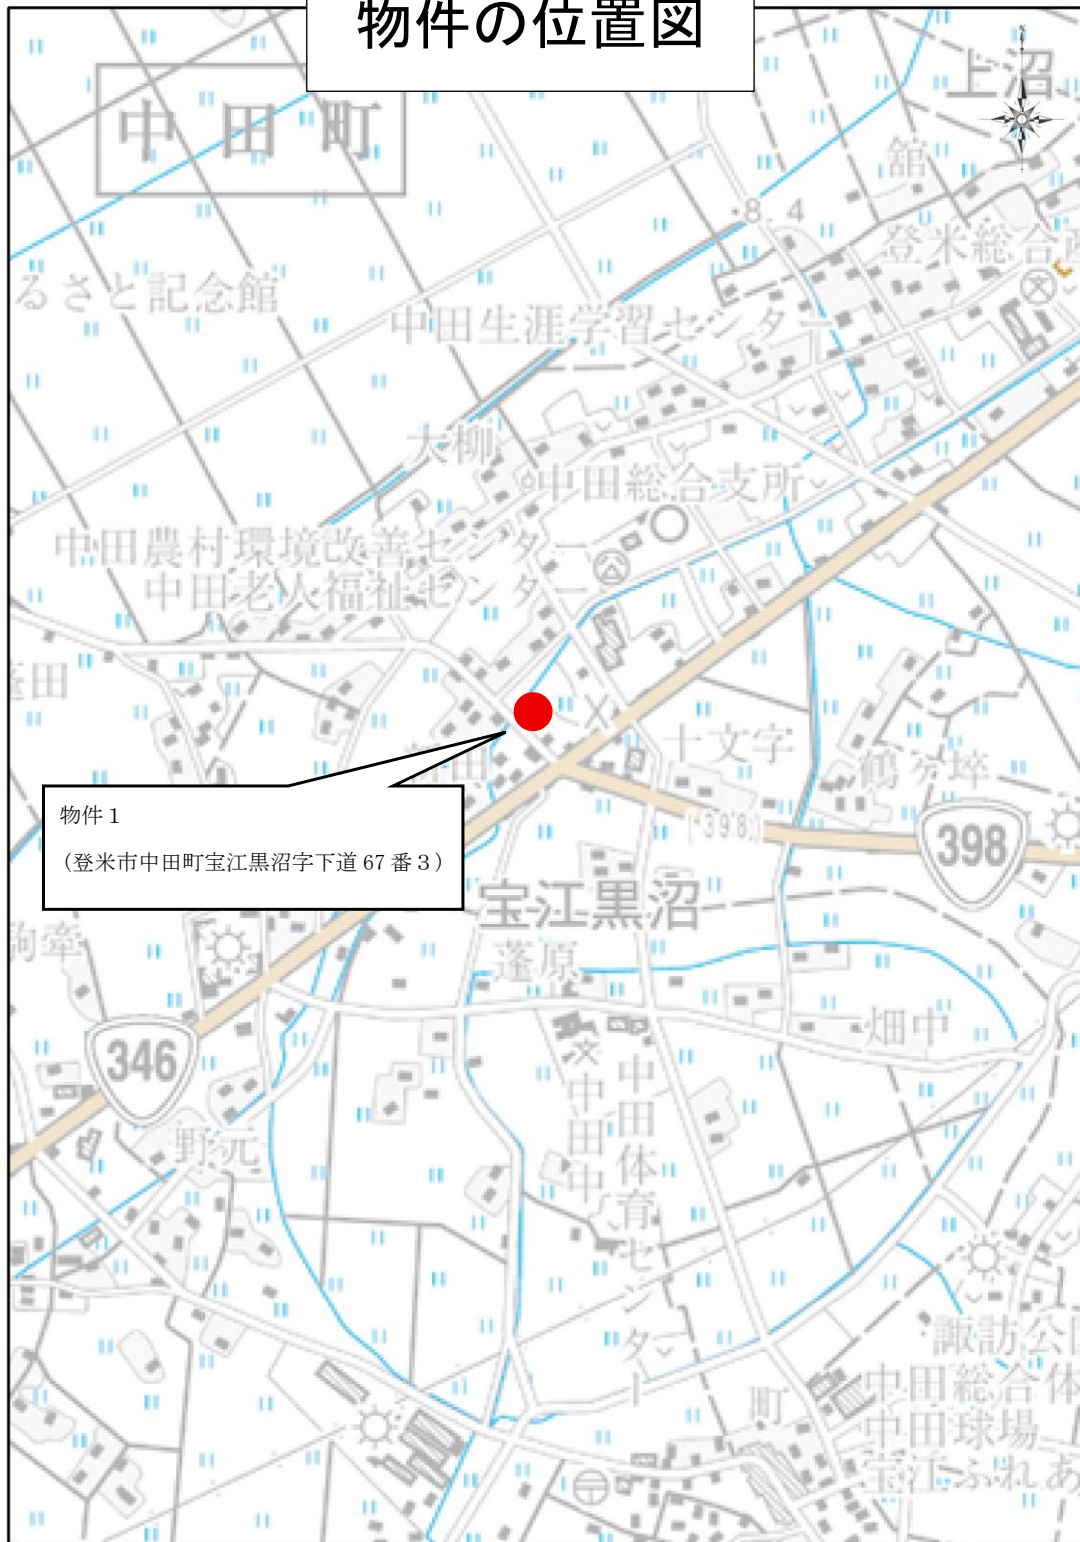 物件の位置図
中田町
上沼
舘
8.4
登米総合
るさと記念館
中田生涯学習センター
大柳
中田総合支所
中田農村環境改善センター
中田老人福祉センター
田
十文字
鶴ケ埣
物件１
（登米市中田町宝江黒沼字下道 67 番３）
(398)
398
宝江黒沼
駒牽
蓬原
畑中
346
中田中
中田体育センター
野元
諏訪公
中田総合体
町
中田球場
宝江ふれあ